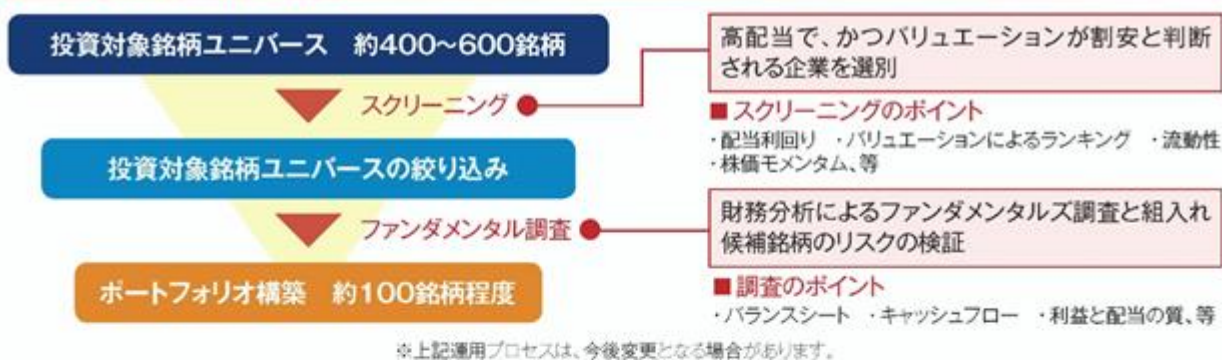 投資対象銘柄ユニバース 約400〜600銘柄
スクリーニング
高配当で、かつバリュエーションが割安と判断
される企業を選別
■スクリーニングのポイント
・配当利回り ・バリュエーションによるランキング ・流動性
・株価モメンタム、等
投資対象銘柄ユニバースの絞り込み
ファンダメンタル調査
財務分析によるファンダメンタルズ調査と組入れ
候補銘柄のリスクの検証
■調査のポイント
・バランスシート ・キャッシュフロー ・利益と配当の質、等
ポートフォリオ構築 約100銘柄程度
※上記運用プロセスは、今後変更となる場合があります。